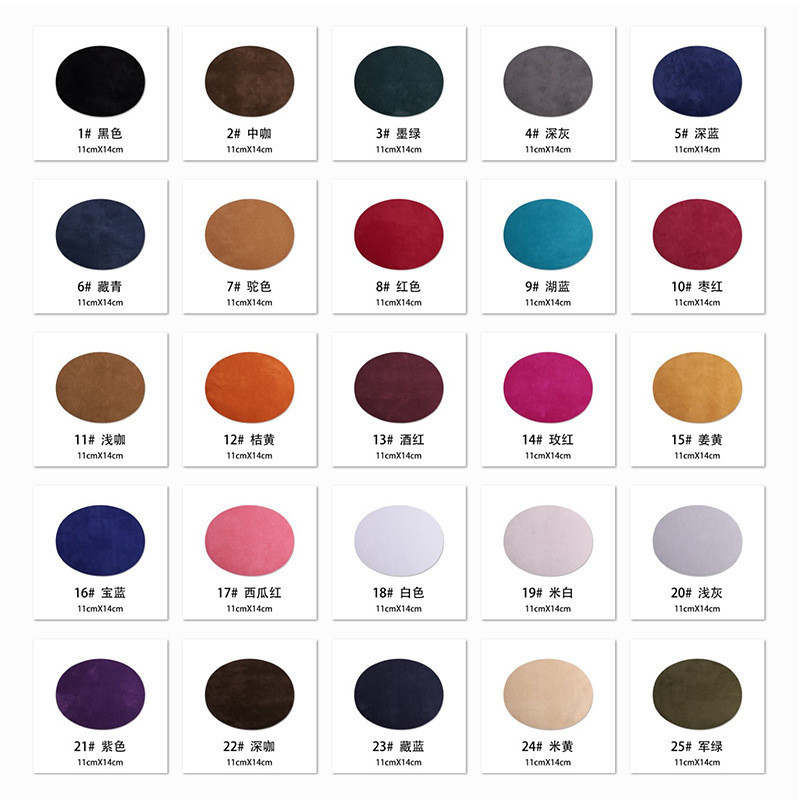 1# 黑色
11cmX14cm
2# 中咖
11cmX14cm
3# 墨绿
11cmX14cm
4# 深灰
11cmX14cm
5# 深蓝
11cmX14cm
6# 藏青
11cmX14cm
7# 驼色
11cmX14cm
8# 红色
11cmX14cm
9# 湖蓝
11cmX14cm
10# 枣红
11cmX14cm
11# 浅咖
11cmX14cm
12# 桔黄
11cmX14cm
13# 酒红
11cmX14cm
14# 玫红
11cmX14cm
15# 姜黄
11cmX14cm
16# 宝蓝
11cmX14cm
17# 西瓜红
11cmX14cm
18# 白色
11cmX14cm
19# 米白
11cmX14cm
20# 浅灰
11cmX14cm
21# 紫色
11cmX14cm
22# 深咖
11cmX14cm
23# 藏蓝
11cmX14cm
24# 米黄
11cmX14cm
25# 军绿
11cmX14cm